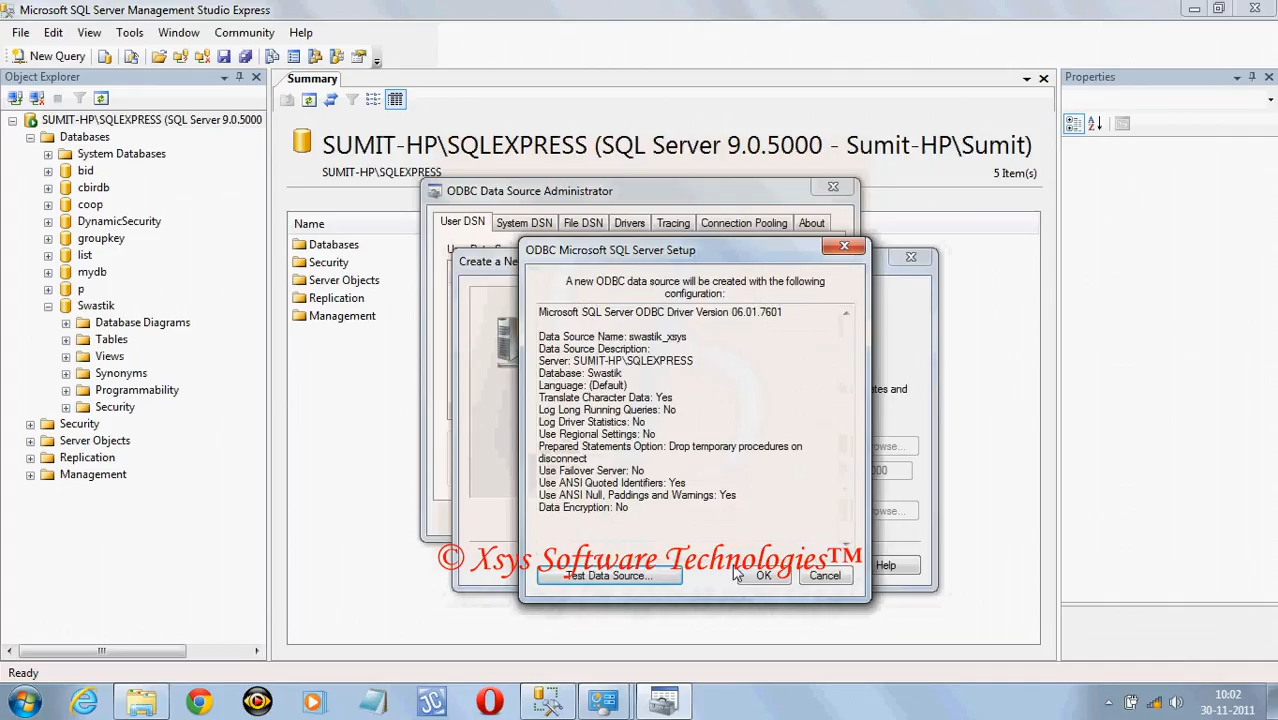 Microsoft SQL Server Management Studio Express
File Edit View Tools Window Community Help
New Query
Object Explorer
SUMIT-HP\SQLEXPRESS (SQL Server 9.0.5000
Databases
System Databases
bid
cbirdb
coop
DynamicSecurity
groupkey
list
mydb
p
Swastik
Database Diagrams
Tables
Views
Synonyms
Programmability
Security
Security
Server Objects
Replication
Management
Summary
SUMIT-HP\SQLEXPRESS (SQL Server 9.0.5000 - Sumit-HP\Sumit)
SUMIT-HP\SQLEXPRESS
5 Item(s)
Name
Databases
Security
Server Objects
Replication
Management
Properties
ODBC Data Source Administrator
User DSN System DSN File DSN Drivers Tracing Connection Pooling About
Create a Ne
ODBC Microsoft SQL Server Setup
A new ODBC data source will be created with the following
configuration:
Microsoft SQL Server ODBC Driver Version 06.01.7601
Data Source Name: swastik_xsys
Data Source Description:
Server: SUMIT-HP\SQLEXPRESS
Database: Swastik
Language: (Default)
Translate Character Data: Yes
Log Long Running Queries: No
Log Driver Statistics: No
Use Regional Settings: No
Prepared Statements Option: Drop temporary procedures on
disconnect
Use Failover Server: No
Use ANSI Quoted Identifiers: Yes
Use ANSI Null, Paddings and Warnings: Yes
Data Encryption: No
© Xsys Software Technologies™
Test Data Source... OK Cancel
etes and
owse...
000
owse...
Help
Ready
10:02
30-11-2011